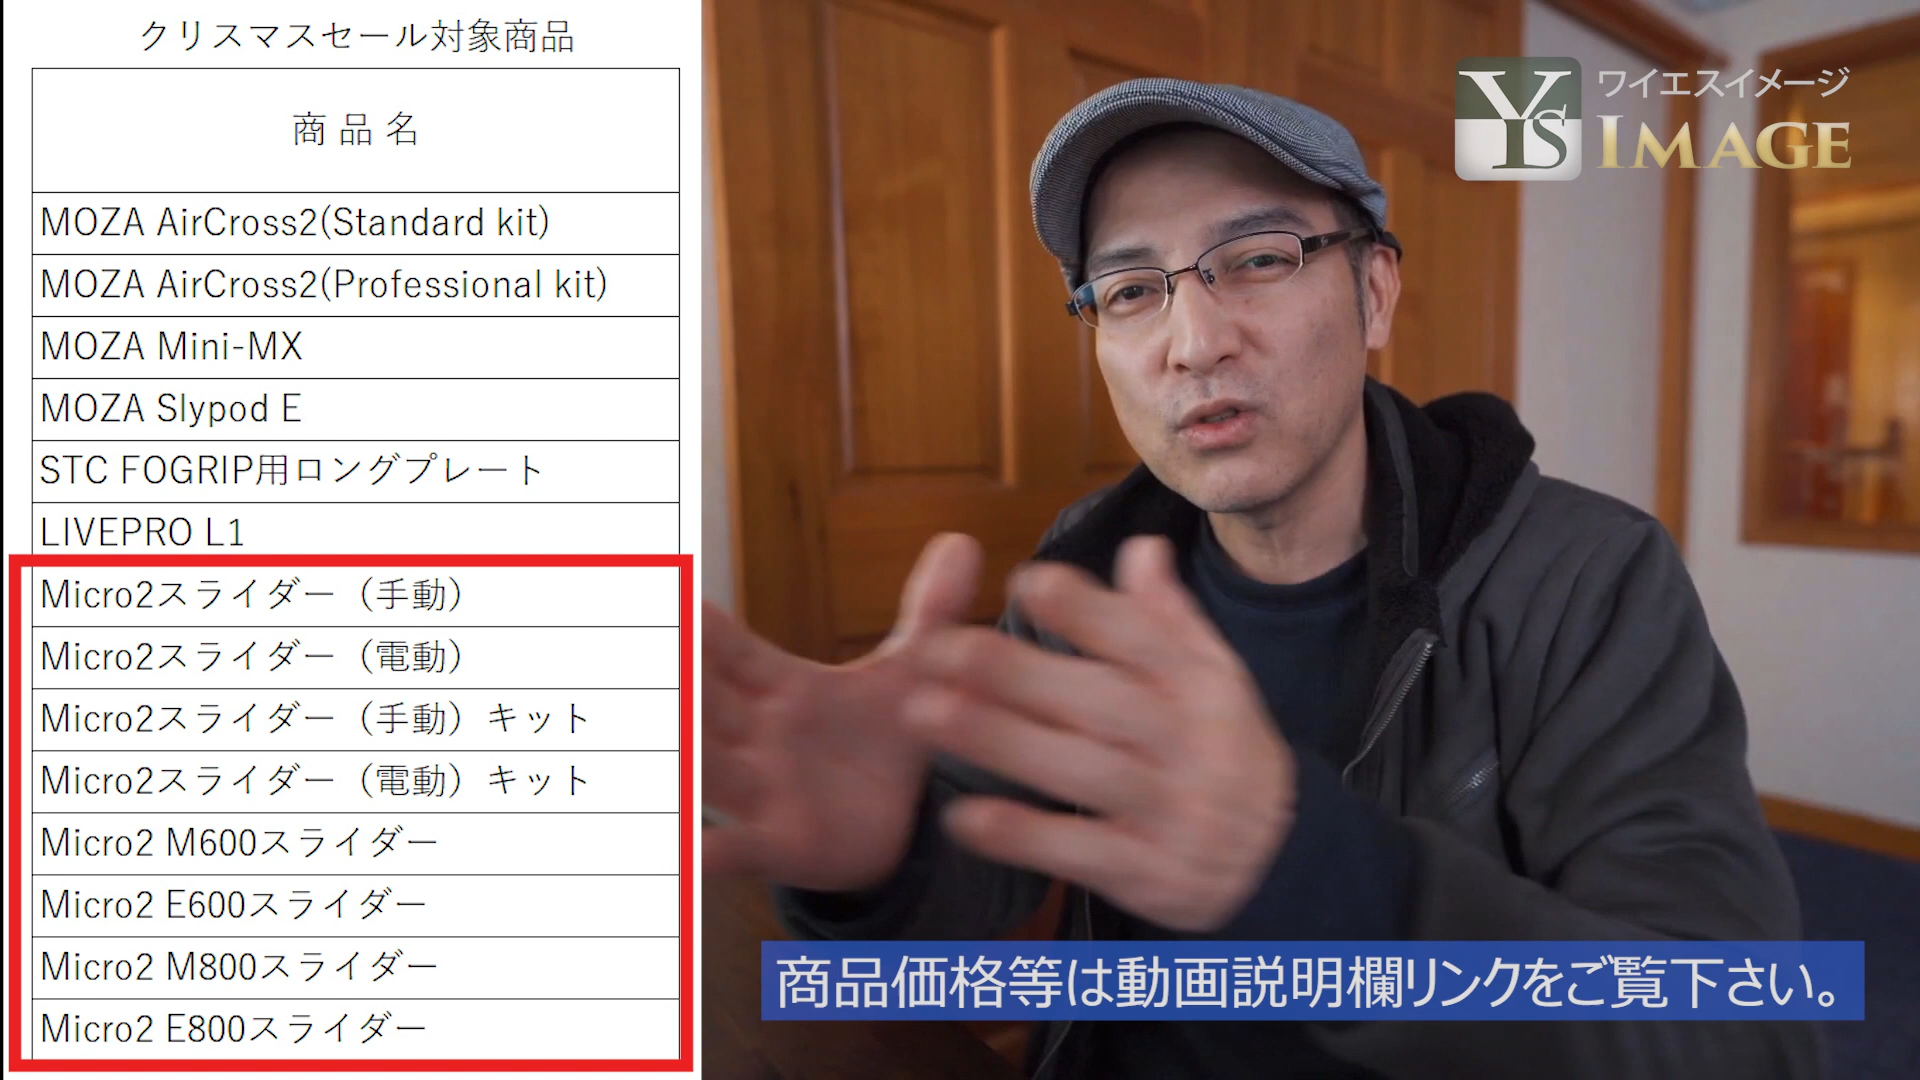 クリスマスセール対象商品
商品名
MOZA AirCross2(Standard kit)
MOZA AirCross2(Professional kit)
MOZA Mini-MX
MOZA Slypod E
STC FOGRIP用ロングプレート
LIVEPRO L1
Micro2スライダー（手動）
Micro2スライダー（電動）
Micro2スライダー（手動）キット
Micro2スライダー（電動）キット
Micro2 M600スライダー
Micro2 E600スライダー
Micro2 M800スライダー
Micro2 E800スライダー
YIS
ワイエスイメージ
IMAGE
商品価格等は動画説明欄リンクをご覧下さい。